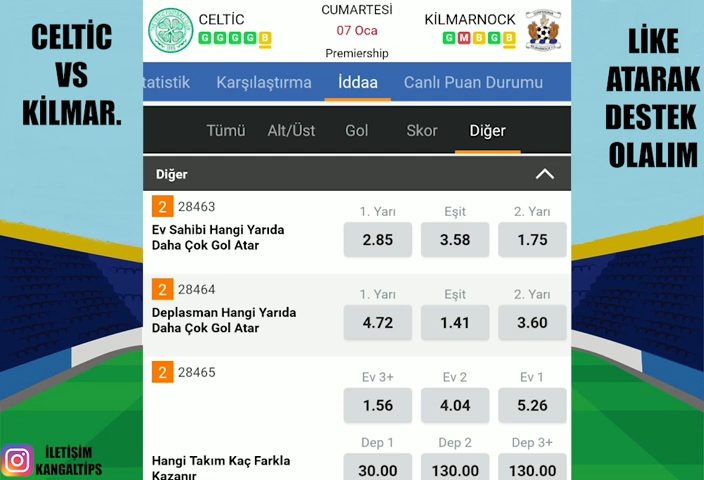 CELTİC
VS
KİLMAR.
CELTİC
G G G G B
CUMARTESİ
07 Oca
Premiership
KİLMARNOCK
G M B G B
LİKE
ATARAK
DESTEK
OLALIM
tatistik Karşılaştırma İddaa Canlı Puan Durumu
Tümü Alt/Üst Gol Skor Diğer
Diğer
2 28463
Ev Sahibi Hangi Yarıda
Daha Çok Gol Atar
1. Yarı Eşit 2. Yarı
2.85 3.58 1.75
2 28464
Deplasman Hangi Yarıda
Daha Çok Gol Atar
1. Yarı Eşit 2. Yarı
4.72 1.41 3.60
2 28465
Ev 3+ Ev 2 Ev 1
1.56 4.04 5.26
Hangi Takım Kaç Farkla
Kazanır
Dep 1 Dep 2 Dep 3+
30.00 130.00 130.00
İLETİŞİM
KANGALTİPS